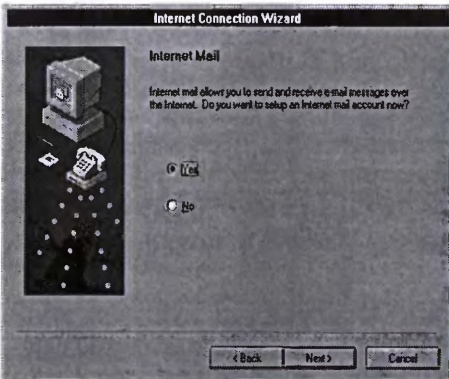 Internet Connection Wizard
Internet Mail
Internet mail allows you to send and receive e-mail messages over
the Internet. Do you want to setup an Internet mail account now?
Yes
No
< Back
Next >
Cancel